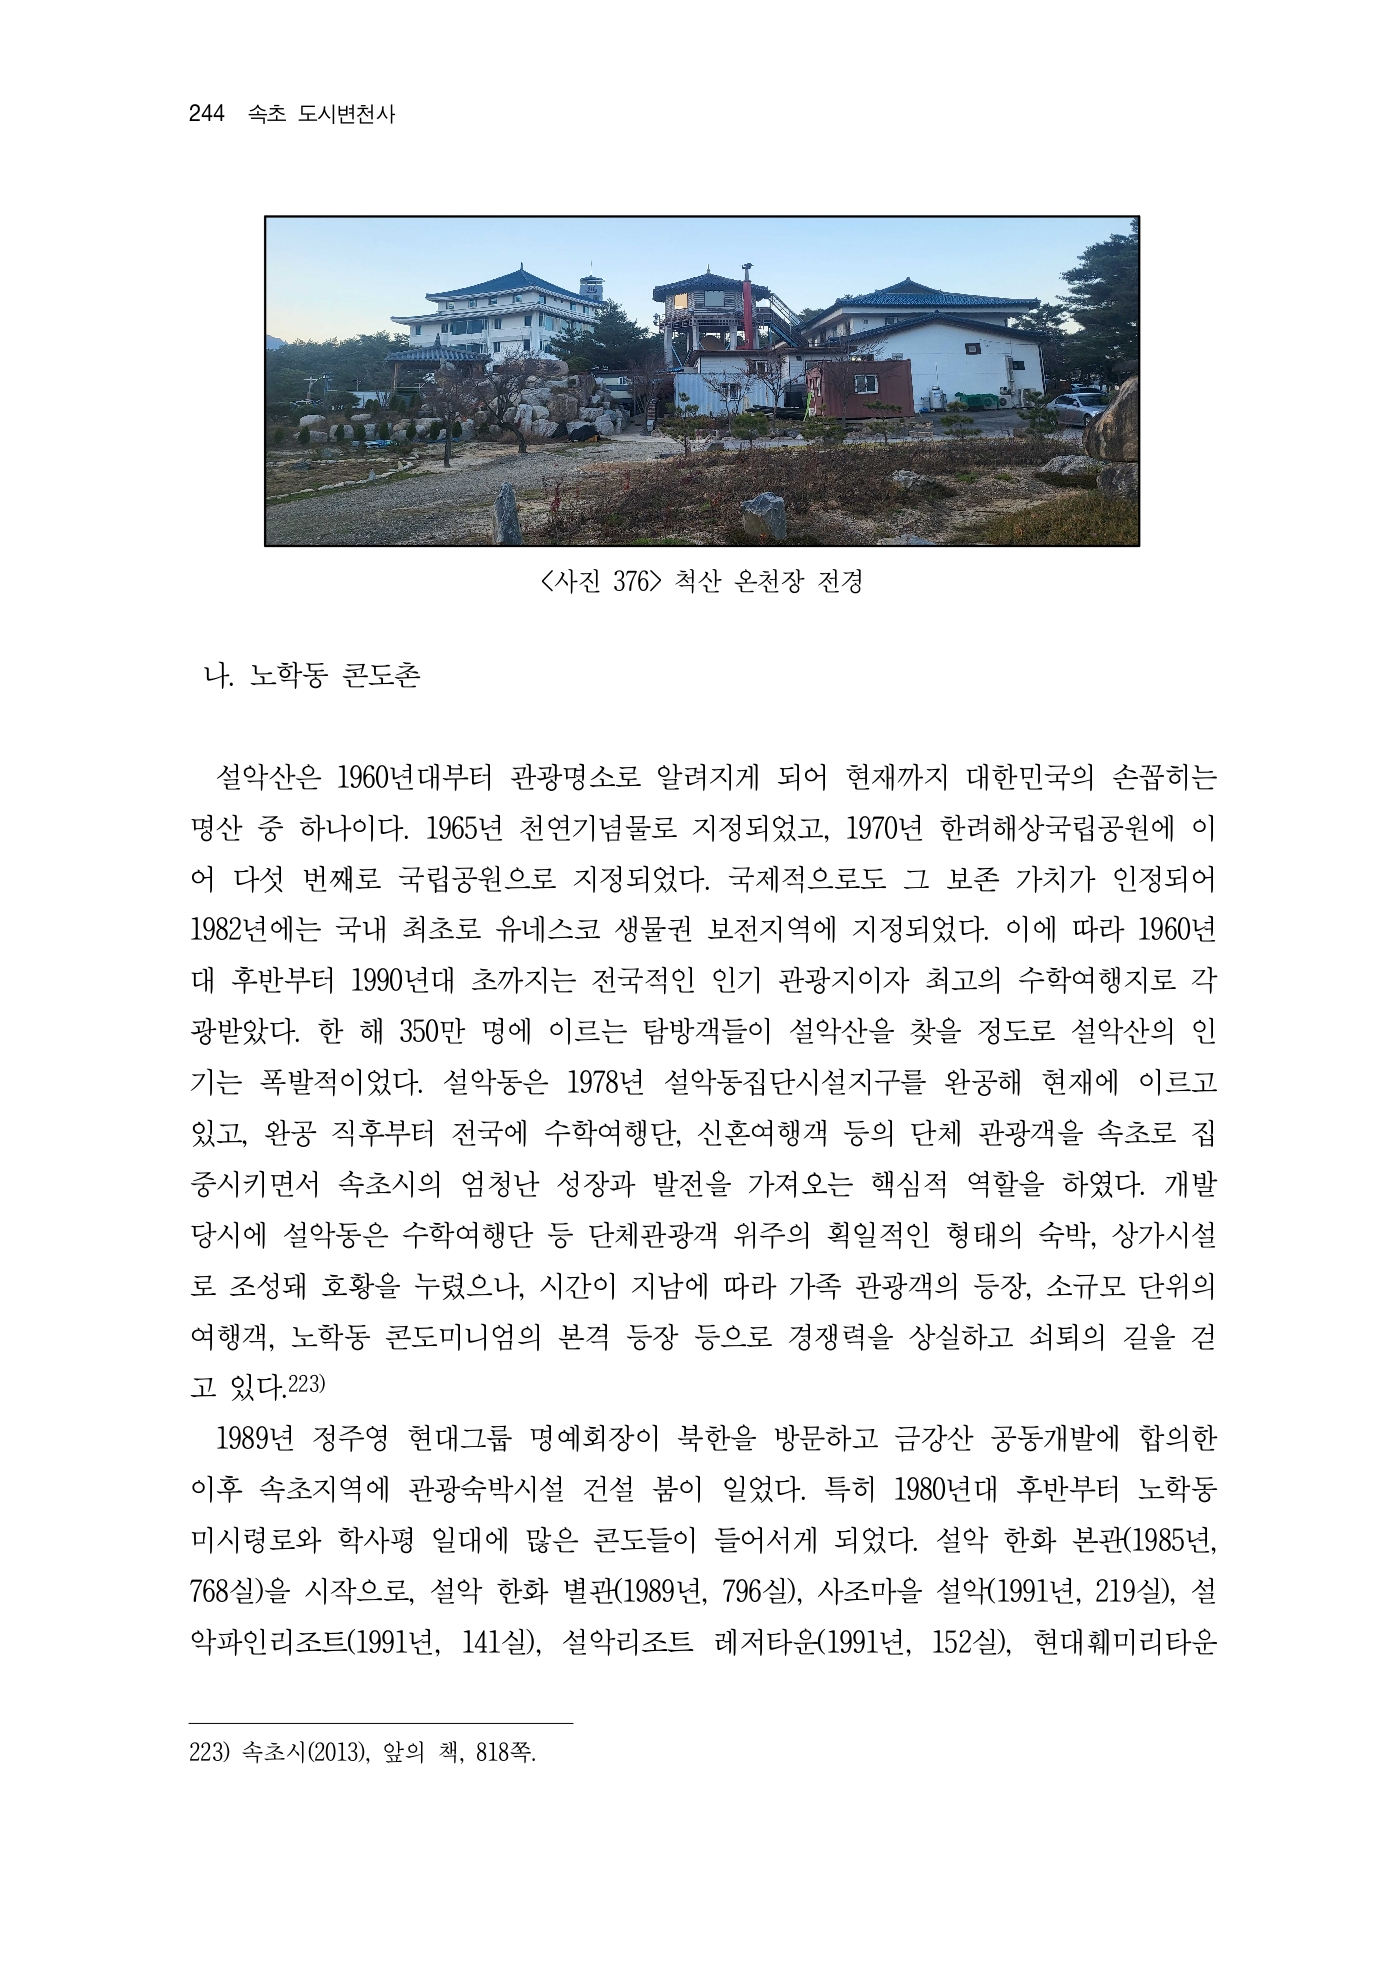 244 속초 도시변천사
<사진 376> 척산 온천장 전경
나. 노학동 콘도촌
설악산은 1960년대부터 관광명소로 알려지게 되어 현재까지 대한민국의 손꼽히는
명산 중 하나이다. 1965년 천연기념물로 지정되었고, 1970년 한려해상국립공원에 이
어 다섯 번째로 국립공원으로 지정되었다. 국제적으로도 그 보존 가치가 인정되어
1982년에는 국내 최초로 유네스코 생물권 보전지역에 지정되었다. 이에 따라 1960년
대 후반부터 1990년대 초까지는 전국적인 인기 관광지이자 최고의 수학여행지로 각
광받았다. 한 해 350만 명에 이르는 탐방객들이 설악산을 찾을 정도로 설악산의 인
기는 폭발적이었다. 설악동은 1978년 설악동집단시설지구를 완공해 현재에 이르고
있고, 완공 직후부터 전국에 수학여행단, 신혼여행객 등의 단체 관광객을 속초로 집
중시키면서 속초시의 엄청난 성장과 발전을 가져오는 핵심적 역할을 하였다. 개발
당시에 설악동은 수학여행단 등 단체관광객 위주의 획일적인 형태의 숙박, 상가시설
로 조성돼 호황을 누렸으나, 시간이 지남에 따라 가족 관광객의 등장, 소규모 단위의
여행객, 노학동 콘도미니엄의 본격 등장 등으로 경쟁력을 상실하고 쇠퇴의 길을 걷
고 있다.223)
1989년 정주영 현대그룹 명예회장이 북한을 방문하고 금강산 공동개발에 합의한
이후 속초지역에 관광숙박시설 건설 붐이 일었다. 특히 1980년대 후반부터 노학동
미시령로와 학사평 일대에 많은 콘도들이 들어서게 되었다. 설악 한화 본관(1985년,
768실)을 시작으로, 설악 한화 별관(1989년, 796실), 사조마을 설악(1991년, 219실), 설
악파인리조트(1991년, 141실), 설악리조트 레저타운(1991년, 152실), 현대훼미리타운
223) 속초시(2013), 앞의 책, 818쪽.